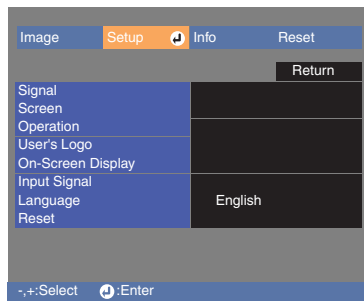 Image Setup Info Reset
Return
Signal
Screen
Operation
User's Logo
On-Screen Display
Input Signal
Language English
Reset
-,+:Select :Enter